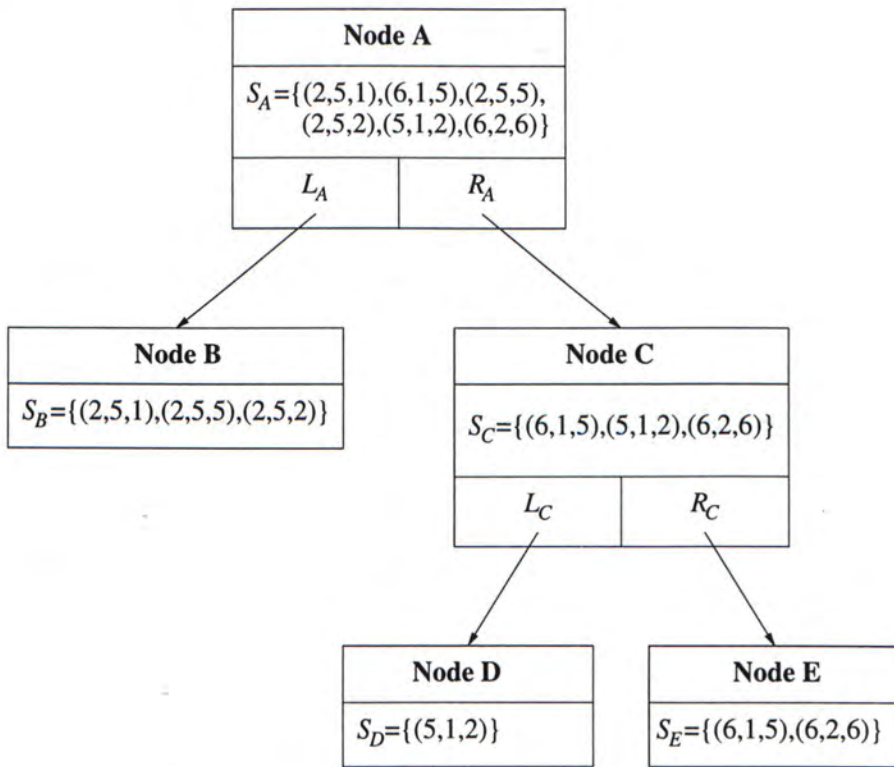 Node A
S_A={(2,5,1),(6,1,5),(2,5,5),
(2,5,2),(5,1,2),(6,2,6)}
L_A R_A
Node B
S_B={(2,5,1),(2,5,5),(2,5,2)}
Node C
S_C={(6,1,5),(5,1,2),(6,2,6)}
L_C R_C
Node D
S_D={(5,1,2)}
Node E
S_E={(6,1,5),(6,2,6)}